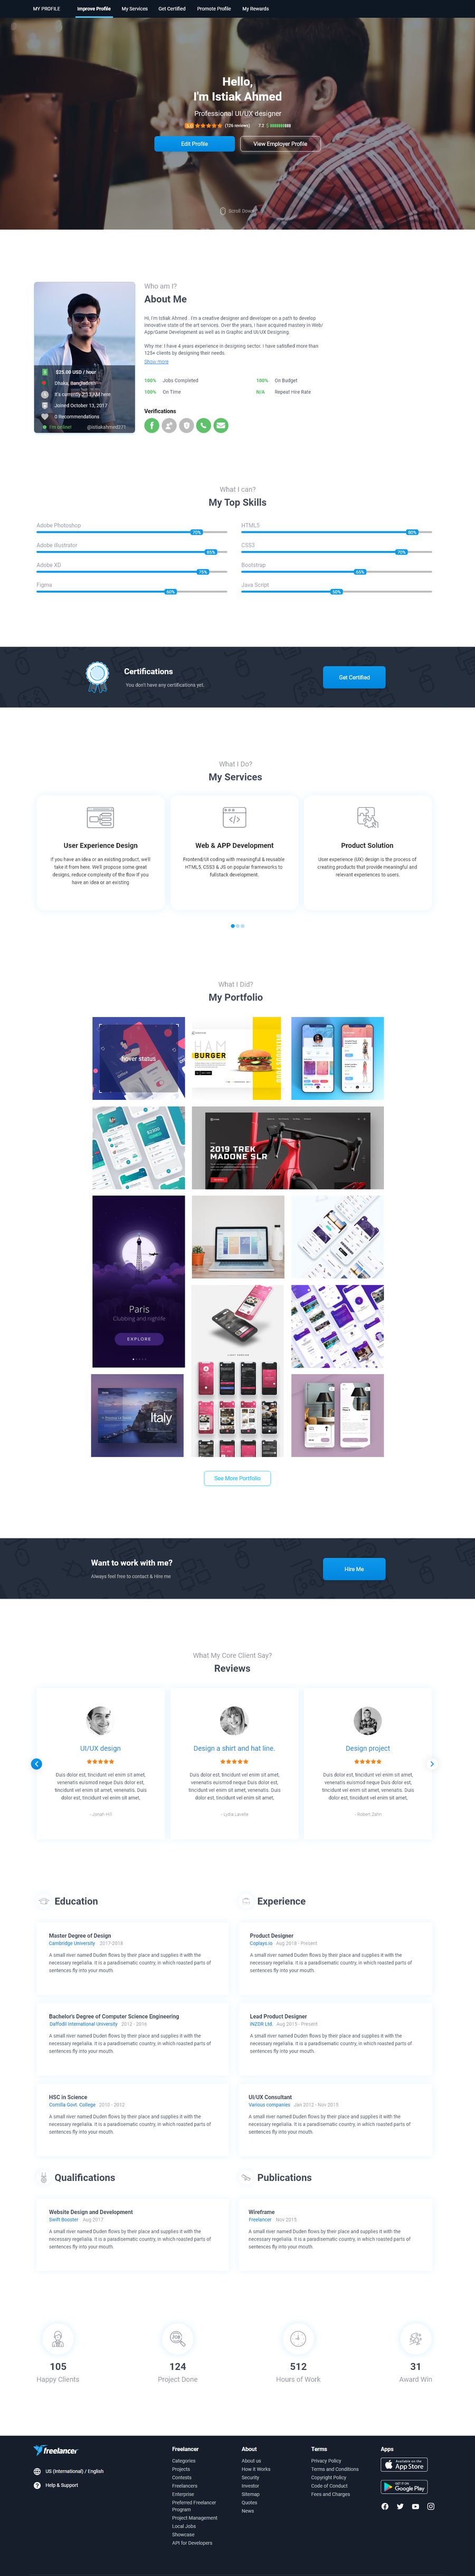 MY PROFILE Improve Profile My Services Get Certified Promote Profile My Rewards
Hello,
I'm Istiak Ahmed
Professional UI/UX designer
(126 reviews) 7.2
Edit Profile View Employer Profile
Scroll Down
Who am I?
About Me
Hi, I'm Istiak Ahmed . I'm a creative designer and developer on a path to develop
innovative state of the art services. Over the years, I have acquired mastery in Web/
App/Game Development as well as in Graphic and UI/UX Designing.
Why me: I have 4 years experience in designing sector. I have satisfied more than
125+ clients by designing their needs.
Show more
$25.00 USD / hour
Dhaka, Bangladesh
It's currently 2:13 AM here
Joined October 13, 2017
0 Recommendations
I'm online! @istiakahmed271
100% Jobs Completed 100% On Budget
100% On Time N/A Repeat Hire Rate
Verifications
What I can?
My Top Skills
Adobe Photoshop HTML5
90%
Adobe illustrator CSS3
Adobe XD Bootstrap
75% 65%
Figma Java Script
Certifications
You don't have any certifications yet.
Get Certified
What I Do?
My Services
User Experience Design
If you have an idea or an existing product, we'll
take it from here. We'll propose some great
designs, reduce complexity of the flow if you
have an idea or an existing
Web & APP Development
Frontend/UI coding with meaningful & reusable
HTML5, CSS3 & JS on popular frameworks to
fullstack development.
Product Solution
User experience (UX) design is the process of
creating products that provide meaningful and
relevant experiences to users.
What I Did?
My Portfolio
hover status
HAM
BURGER
2019 TREK
MADONE SLR
Paris
Clubbing and nightlife
EXPLORE
LIGHT VERSION
Italy
See More Portfolio
Want to work with me?
Always feel free to contact & Hire me
Hire Me
What My Core Client Say?
Reviews
UI/UX design
Duis dolor est, tincidunt vel enim sit amet,
venenatis euismod neque Duis dolor est,
tincidunt vel enim sit amet, venenatis. Duis
dolor est, tincidunt vel enim sit amet,
- Jonah Hill
Design a shirt and hat line.
Duis dolor est, tincidunt vel enim sit amet,
venenatis euismod neque Duis dolor est,
tincidunt vel enim sit amet, venenatis. Duis
dolor est, tincidunt vel enim sit amet,
- Lydia Lavelle
Design project
Duis dolor est, tincidunt vel enim sit amet,
venenatis euismod neque Duis dolor est,
tincidunt vel enim sit amet, venenatis. Duis
dolor est, tincidunt vel enim sit amet,
- Robert Zalm
Education
Master Degree of Design
Cambridge University 2017-2018
A small river named Duden flows by their place and supplies it with the
necessary regelialia. It is a paradisematic country, in which roasted parts of
sentences fly into your mouth.
Bachelor's Degree of Computer Science Engineering
Daffodil International University 2012 - 2016
A small river named Duden flows by their place and supplies it with the
necessary regelialia. It is a paradisematic country, in which roasted parts of
sentences fly into your mouth.
HSC in Science
Comilla Govt. College 2010 - 2012
A small river named Duden flows by their place and supplies it with the
necessary regelialia. It is a paradisematic country, in which roasted parts of
sentences fly into your mouth.
Experience
Product Designer
Coplays.io Aug 2018 - Present
A small river named Duden flows by their place and supplies it with the
necessary regelialia. It is a paradisematic country, in which roasted parts of
sentences fly into your mouth.
Lead Product Designer
INZOR Ltd. Aug 2015 - Present
A small river named Duden flows by their place and supplies it with the
necessary regelialia. It is a paradisematic country, in which roasted parts of
sentences fly into your mouth.
UI/UX Consultant
Various companies Jan 2012 - Nov 2015
A small river named Duden flows by their place and supplies it with the
necessary regelialia. It is a paradisematic country, in which roasted parts of
sentences fly into your mouth.
Qualifications
Website Design and Development
Swift Booster Aug 2017
A small river named Duden flows by their place and supplies it with the
necessary regelialia. It is a paradisematic country, in which roasted parts of
sentences fly into your mouth.
Publications
Wireframe
Freelancer Nov 2015
A small river named Duden flows by their place and supplies it with the
necessary regelialia. It is a paradisematic country, in which roasted parts of
sentences fly into your mouth.
105 124 512 31
Happy Clients Project Done Hours of Work Award Win
freelancer
US (International) / English
Help & Support
Freelancer
Categories
Projects
Contests
Freelancers
Enterprise
Preferred Freelancer
Program
Project Management
Local Jobs
Showcase
API for Developers
About
About us
How it Works
Security
Investor
Sitemap
Quotes
News
Terms
Privacy Policy
Terms and Conditions
Copyright Policy
Code of Conduct
Fees and Charges
Apps
Available on the
App Store
GET IT ON
Google Play